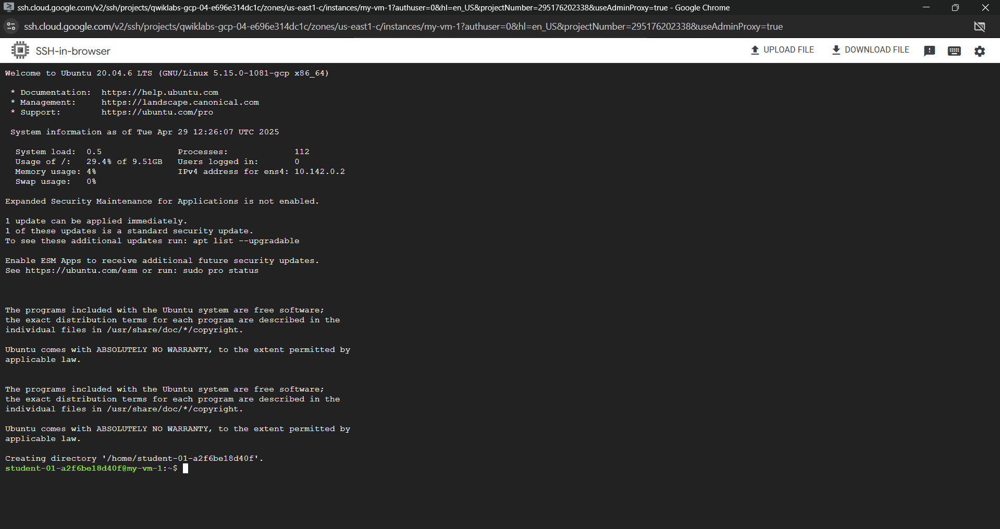 ssh.cloud.google.com/v2/ssh/projects/qwiklabs-gcp-04-e696e314dc1c/zones/us-east1-c/instances/my-vm-1?authuser=0&hl=en_US&projectNumber=295176202338&useAdminProxy=true - Google Chrome
ssh.cloud.google.com/v2/ssh/projects/qwiklabs-gcp-04-e696e314dc1c/zones/us-east1-c/instances/my-vm-1?authuser=0&hl=en_US&projectNumber=295176202338&useAdminProxy=true
SSH-in-browser UPLOAD FILE DOWNLOAD FILE
Welcome to Ubuntu 20.04.6 LTS (GNU/Linux 5.15.0-1081-gcp x86_64)
* Documentation: https://help.ubuntu.com
* Management: https://landscape.canonical.com
* Support: https://ubuntu.com/pro
System information as of Tue Apr 29 12:26:07 UTC 2025
System load: 0.5 Processes: 112
Usage of /: 29.4% of 9.51GB Users logged in: 0
Memory usage: 4% IPv4 address for ens4: 10.142.0.2
Swap usage: 0%
Expanded Security Maintenance for Applications is not enabled.
1 update can be applied immediately.
1 of these updates is a standard security update.
To see these additional updates run: apt list --upgradable
Enable ESM Apps to receive additional future security updates.
See https://ubuntu.com/esm or run: sudo pro status
The programs included with the Ubuntu system are free software;
the exact distribution terms for each program are described in the
individual files in /usr/share/doc/*/copyright.
Ubuntu comes with ABSOLUTELY NO WARRANTY, to the extent permitted by
applicable law.
The programs included with the Ubuntu system are free software;
the exact distribution terms for each program are described in the
individual files in /usr/share/doc/*/copyright.
Ubuntu comes with ABSOLUTELY NO WARRANTY, to the extent permitted by
applicable law.
Creating directory '/home/student-01-a2f6be18d40f'.
student-01-a2f6be18d40f@my-vm-1:~$